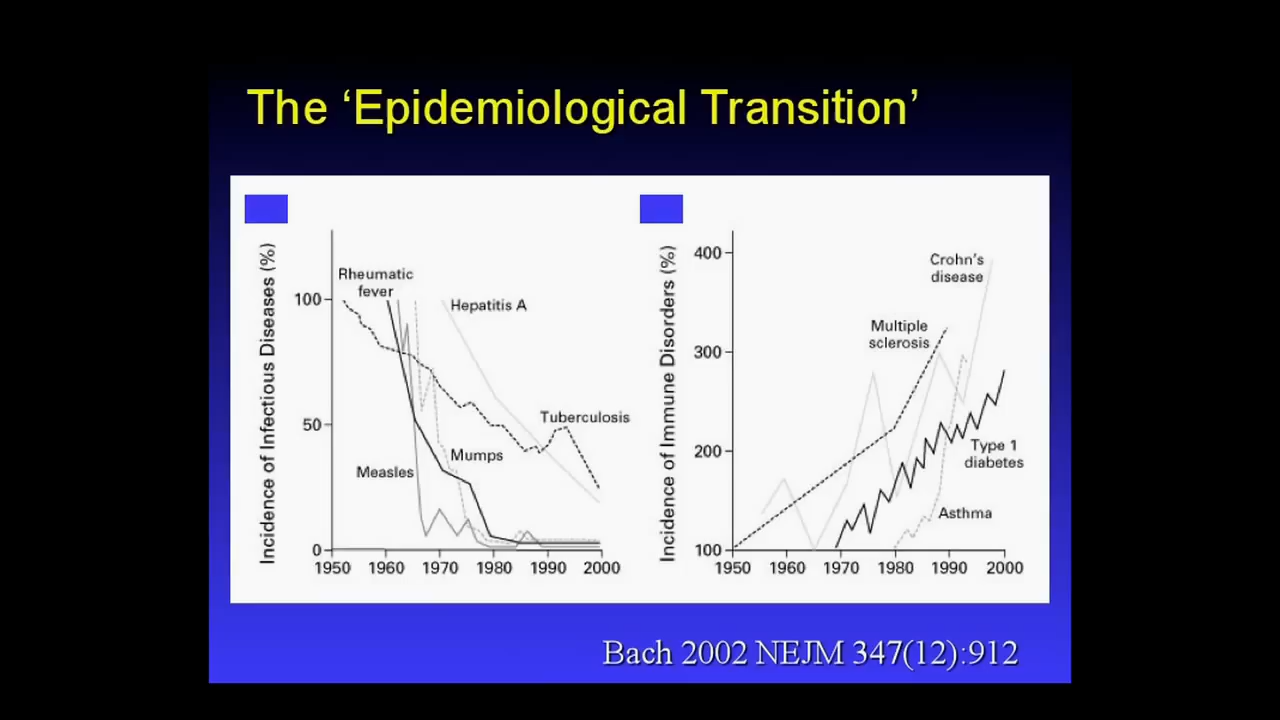 The ‘Epidemiological Transition’
Incidence of Infectious Diseases (%)
100
50
0
1950 1960 1970 1980 1990 2000
Rheumatic
fever
Hepatitis A
Tuberculosis
Mumps
Measles
Incidence of Immune Disorders (%)
400
300
200
100
1950 1960 1970 1980 1990 2000
Crohn's
disease
Multiple
sclerosis
Type 1
diabetes
Asthma
Bach 2002 NEJM 347(12):912